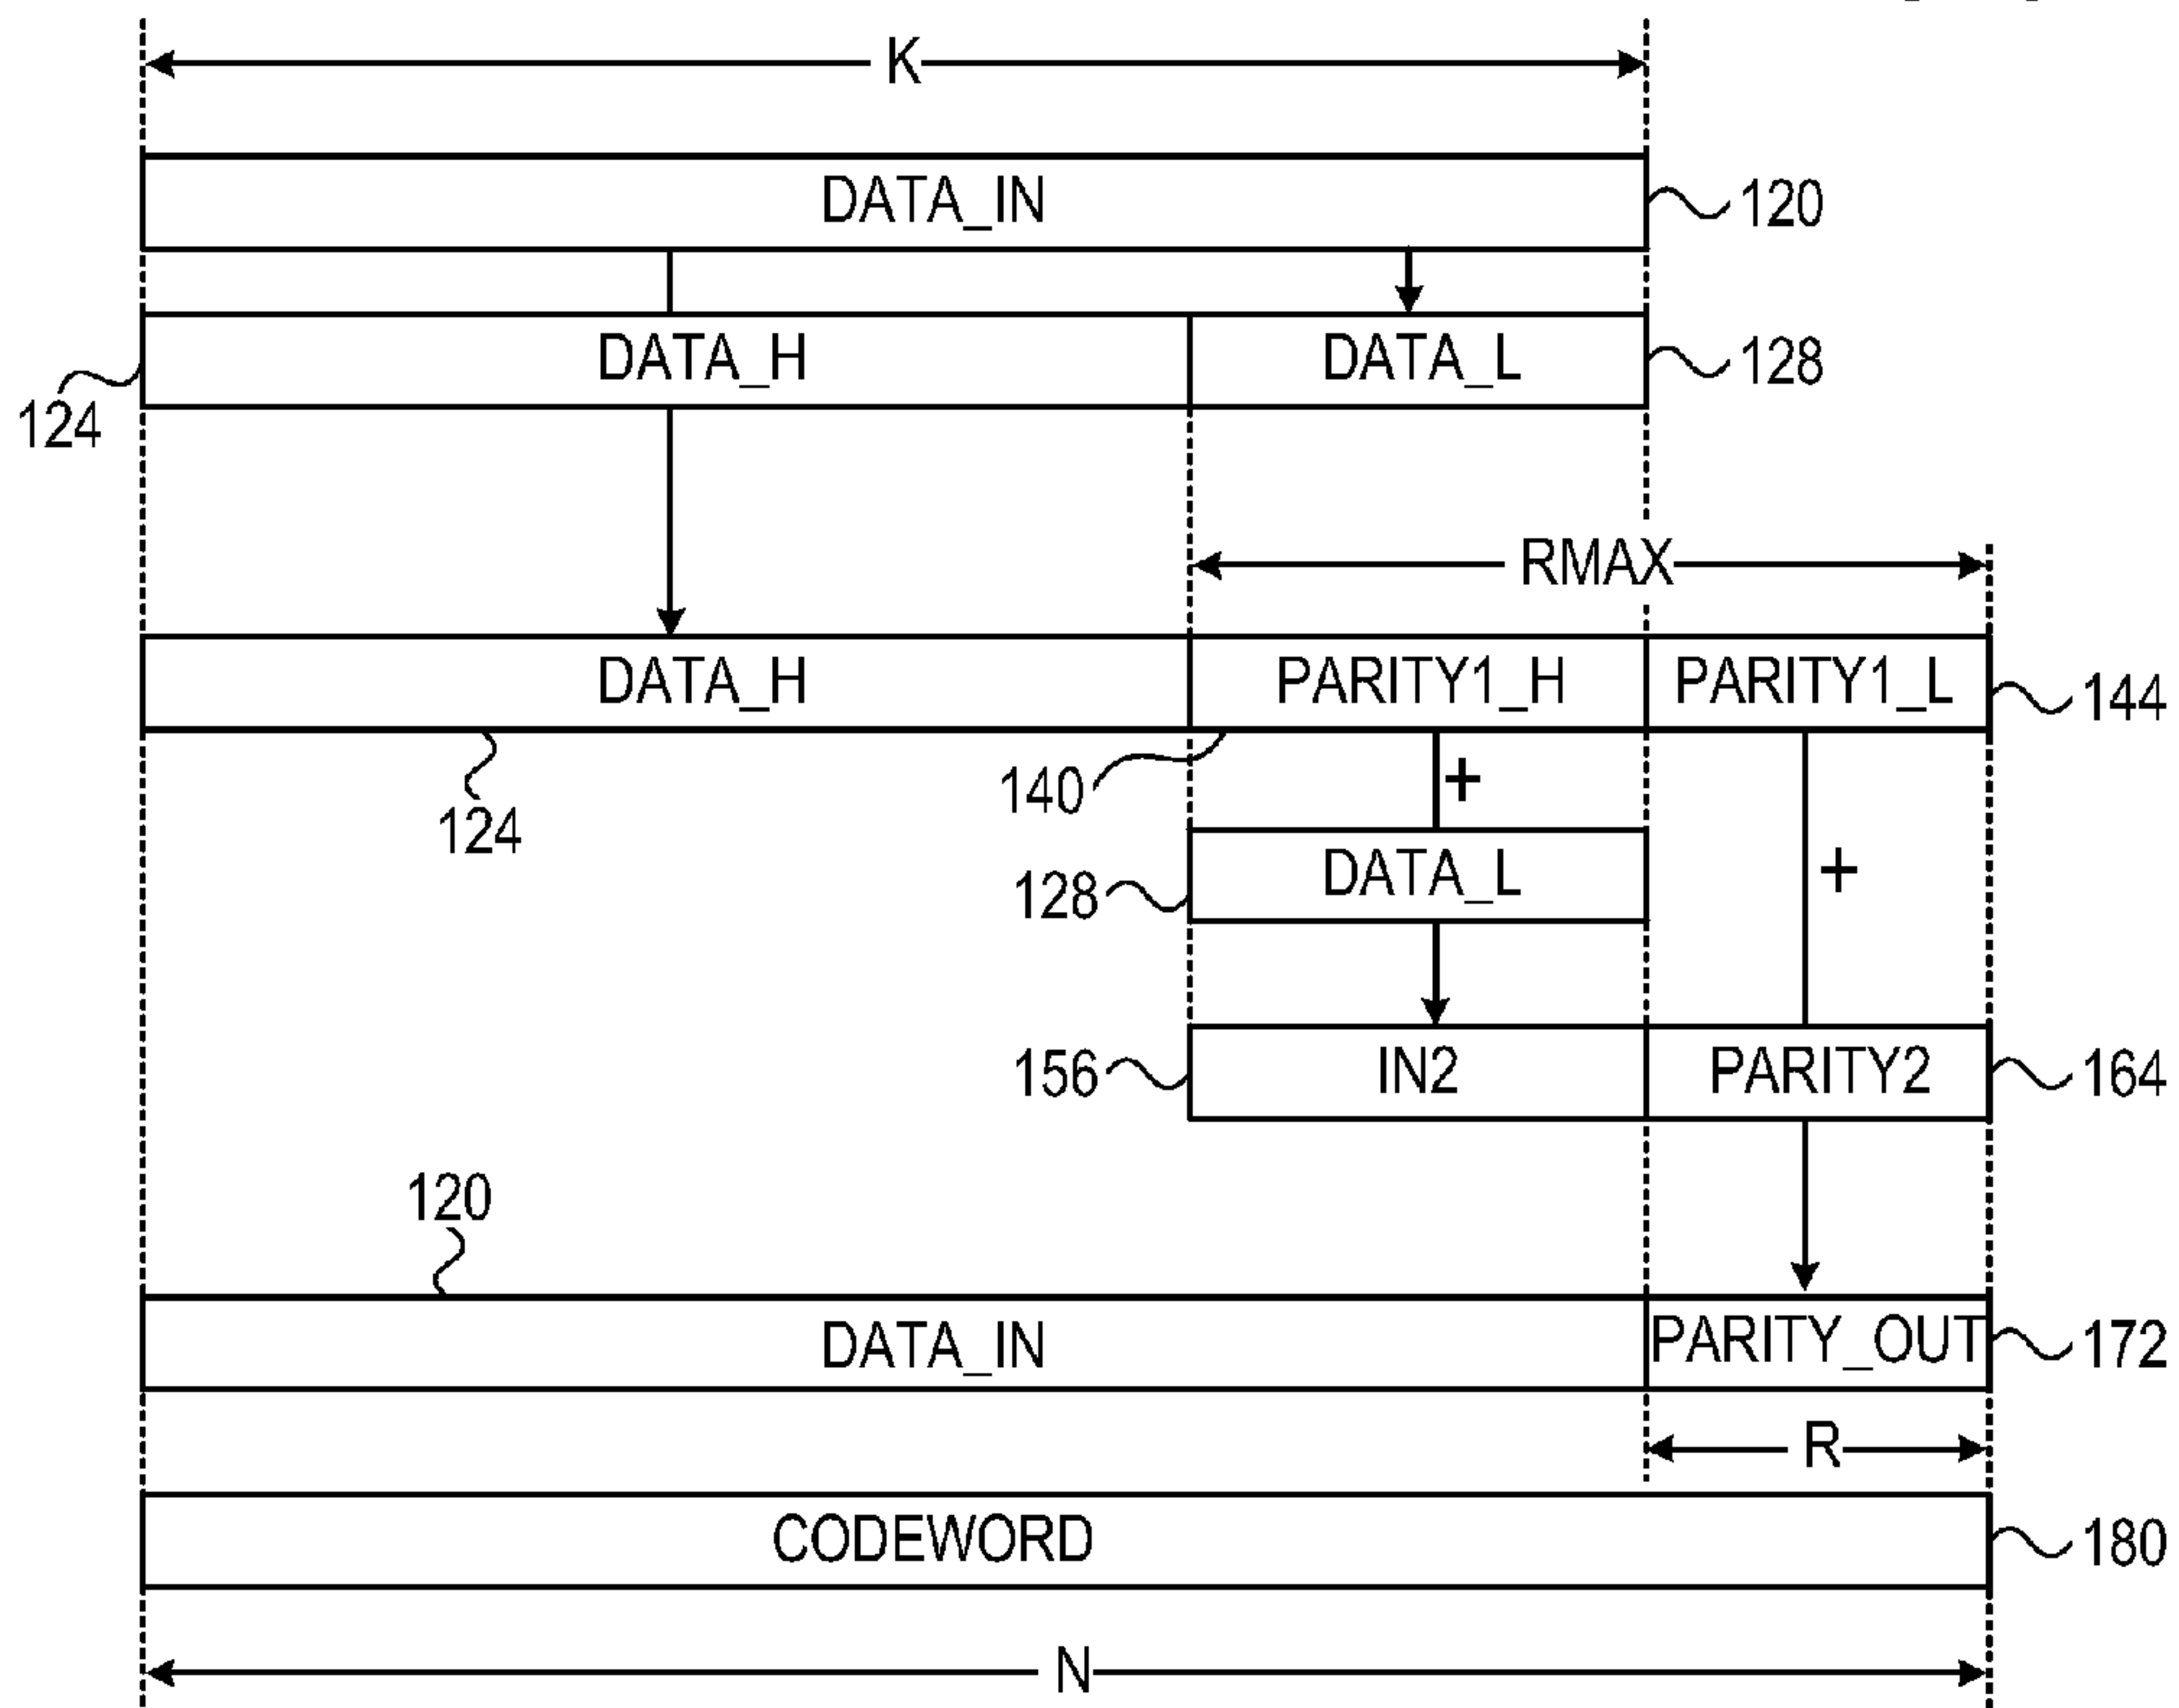 K
DATA_IN
120
DATA_H
DATA_L
128
124
RMAX
DATA_H
PARITY1_H
PARITY1_L
144
140
+
124
128
DATA_L
+
156
IN2
PARITY2
164
120
DATA_IN
PARITY_OUT
172
R
CODEWORD
180
N